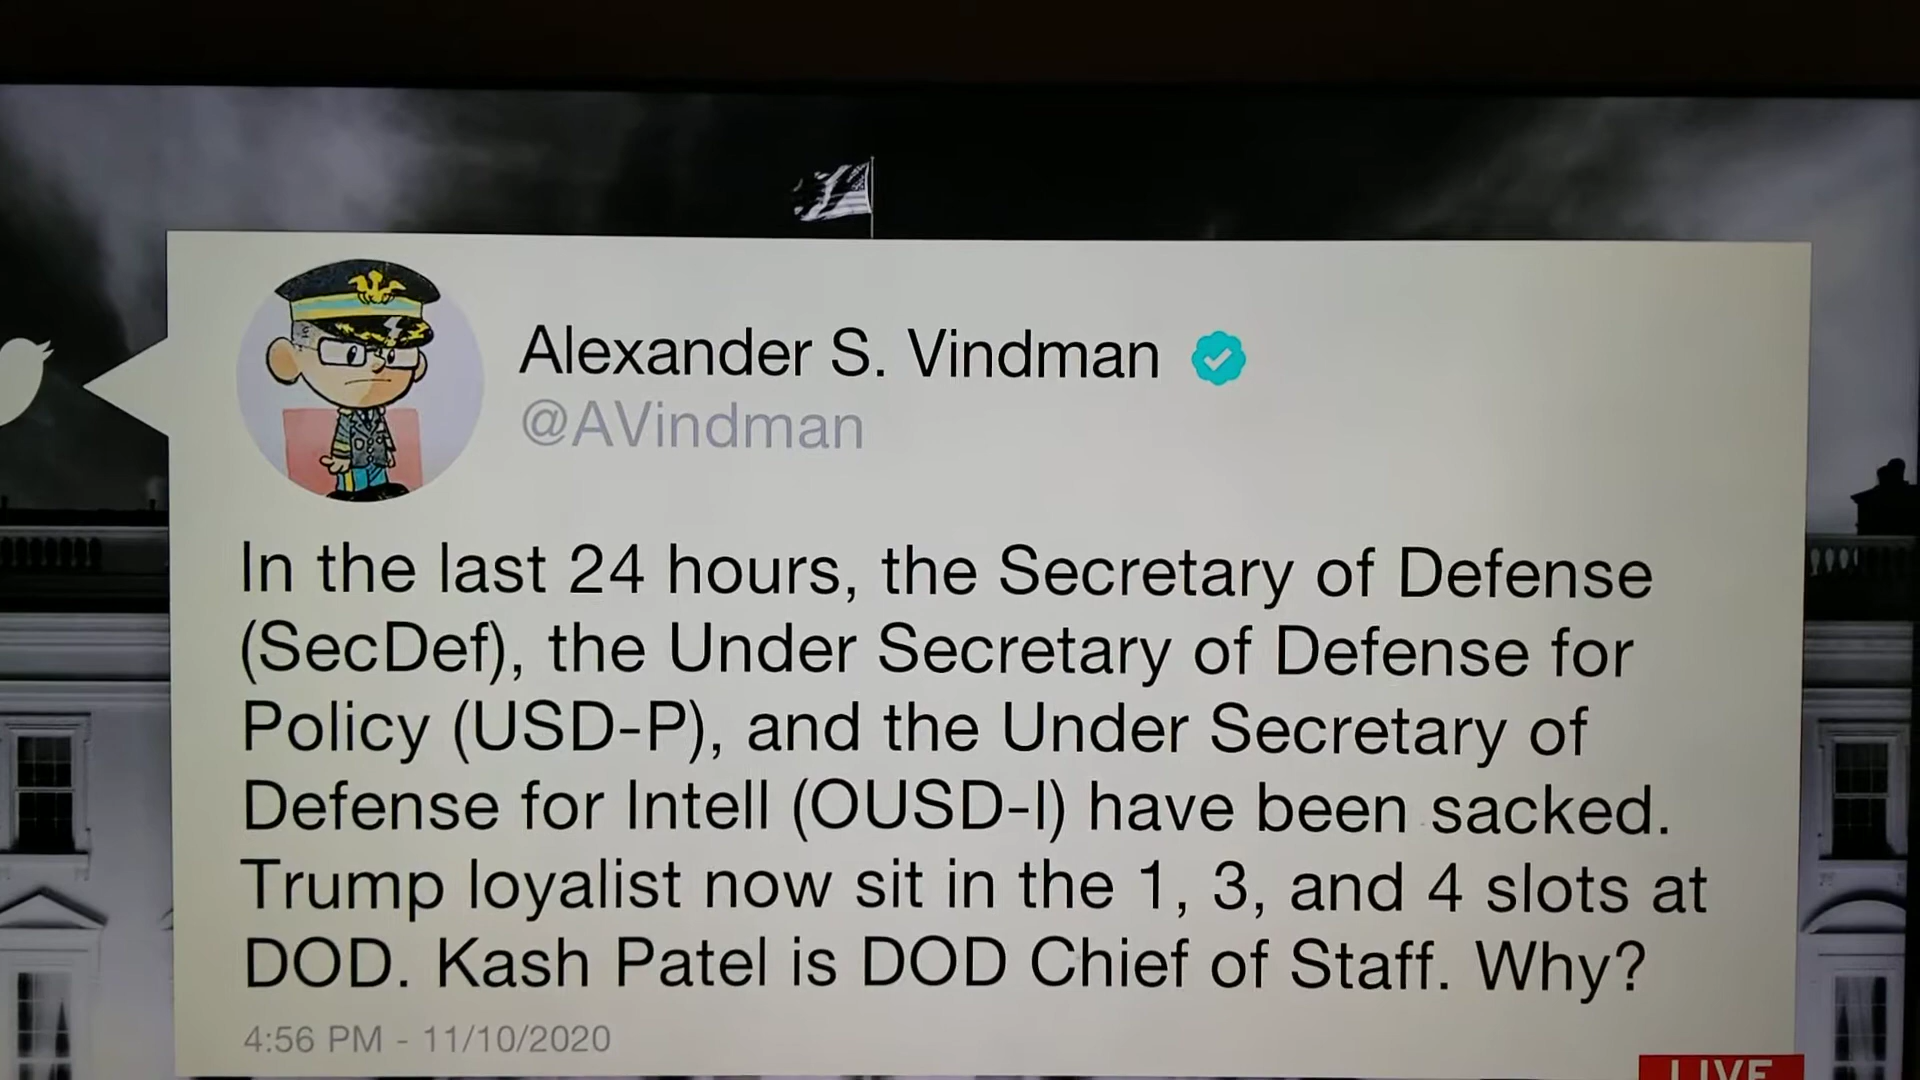 Alexander S. Vindman
@AVindman
In the last 24 hours, the Secretary of Defense
(SecDef), the Under Secretary of Defense for
Policy (USD-P), and the Under Secretary of
Defense for Intell (OUSD-I) have been sacked.
Trump loyalist now sit in the 1, 3, and 4 slots at
DOD. Kash Patel is DOD Chief of Staff. Why?
4:56 PM - 11/10/2020
LIVE